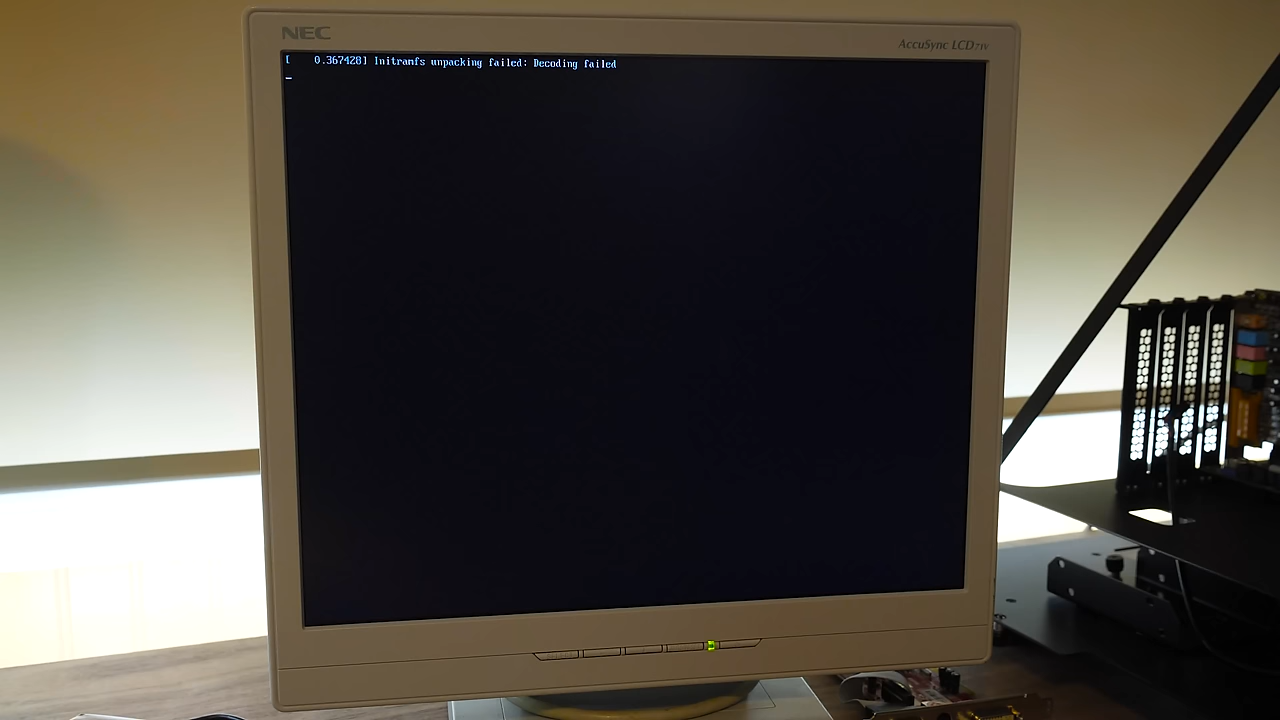 NEC
AccuSync LCD71V
[    0.367428] Initramfs unpacking failed: Decoding failed
_